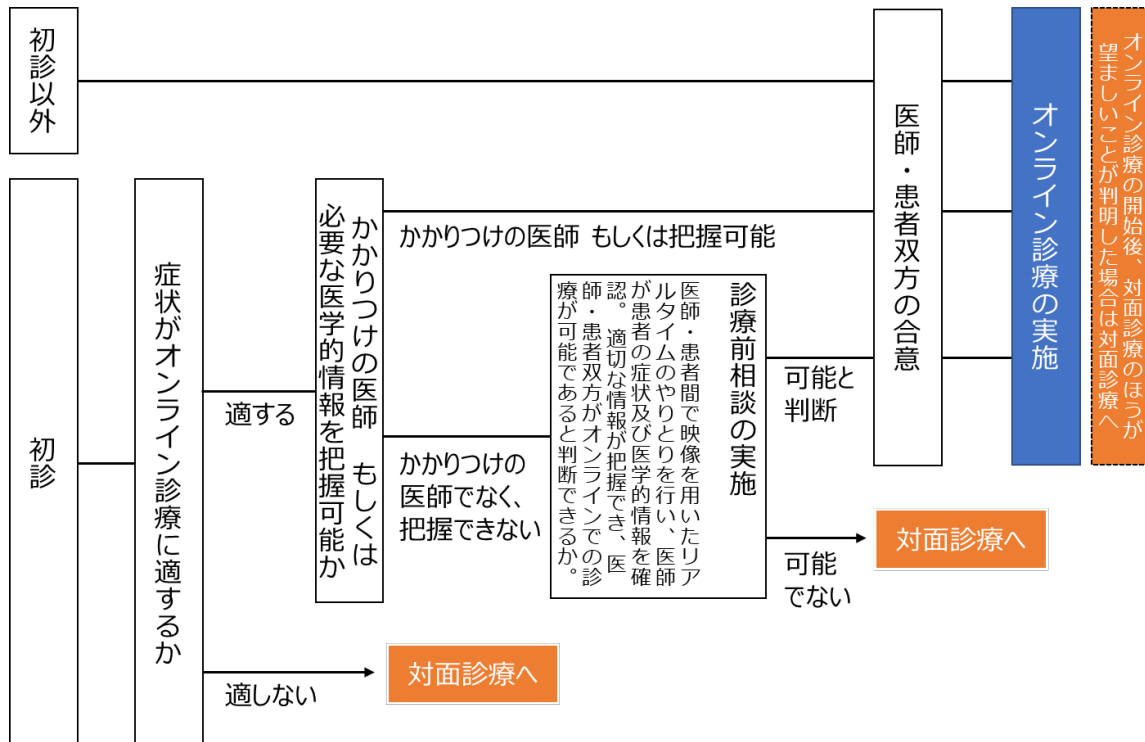 初診以外
初診
症状がオンライン診療に適するか
適する
適しない
対面診療へ
かかりつけの医師　もしくは
必要な医学的情報を把握可能か
かかりつけの医師 もしくは把握可能
かかりつけの
医師でなく、
把握できない
診療前相談の実施
医師・患者間で映像を用いたリア
ルタイムのやりとりを行い、医師
が患者の症状及び医学的情報を確
認。適切な情報が把握でき、医
師・患者双方がオンラインでの診
療が可能であると判断できるか。
可能と
判断
可能
でない
対面診療へ
医師・患者双方の合意
オンライン診療の実施
オンライン診療の開始後、対面診療のほうが
望ましいことが判明した場合は対面診療へ